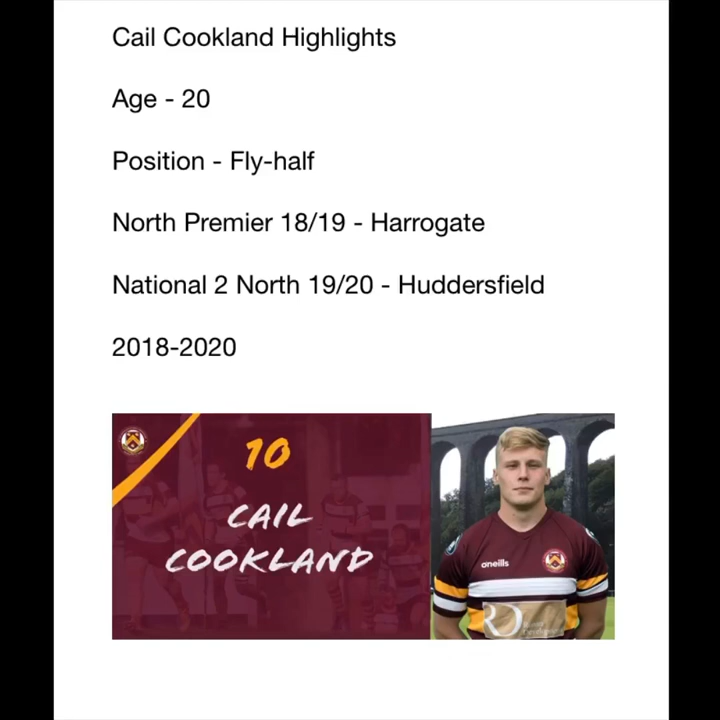 Cail Cookland Highlights
Age - 20
Position - Fly-half
North Premier 18/19 - Harrogate
National 2 North 19/20 - Huddersfield
2018-2020
10
CAIL
COOKLAND
oneills
RD